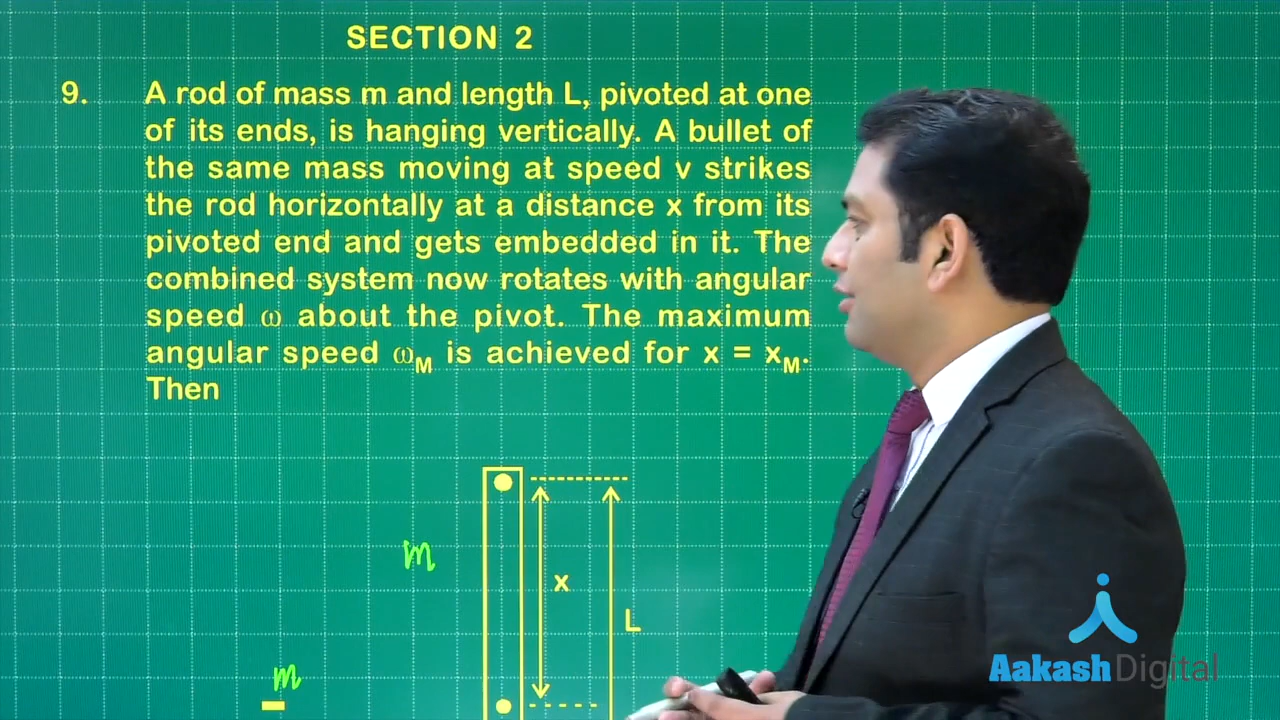 SECTION 2
9. A rod of mass m and length L, pivoted at one
of its ends, is hanging vertically. A bullet of
the same mass moving at speed v strikes
the rod horizontally at a distance x from its
pivoted end and gets embedded in it. The
combined system now rotates with angular
speed ω about the pivot. The maximum
angular speed ωM is achieved for x = xM.
Then
m
x
L
m
Aakash Digital